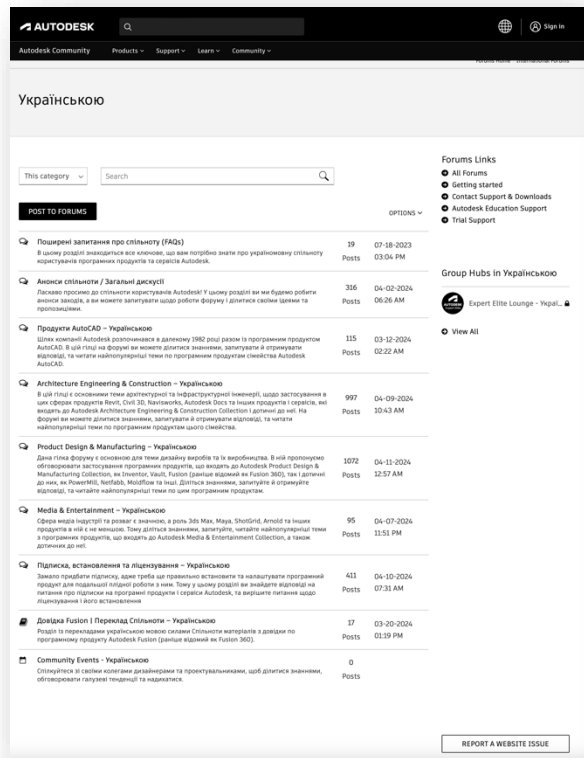 AUTODESK
Sign in
Autodesk Community
Products
Support
Learn
Community
Forums Home
International Forums
Українською
This category
Search
POST TO FORUMS
OPTIONS
Поширені запитання про спільноту (FAQs)
В цьому розділі знаходиться все ключове, що вам потрібно знати про україномовну спільноту
користувачів програмних продуктів та сервісів Autodesk.
19
Posts
07-18-2023
03:04 PM
Анонси спільноти / Загальні дискусії
Ласкаво просимо до спільноти користувачів Autodesk! У цьому розділі ми будемо робити
анонси заходів, а ви можете запитувати щодо роботи форуму і ділитися своїми ідеями та
пропозиціями.
316
Posts
04-02-2024
06:26 AM
Продукти AutoCAD – Українською
Шлях компанії Autodesk розпочинався в далекому 1982 році разом із програмним продуктом
AutoCAD. В цій гілці на форумі ви можете ділитися знаннями, запитувати й отримувати
відповіді, та читати найпопулярніші теми по програмним продуктам сімейства Autodesk
AutoCAD.
115
Posts
03-12-2024
02:22 AM
Architecture Engineering & Construction – Українською
В цій гілці є основними теми архітектурної та інфраструктурної інженерії, щодо застосування в
цих сферах продуктів Revit, Civil 3D, Navisworks, Autodesk Docs та інших продуктів і сервісів, які
входять до Autodesk Architecture Engineering & Construction Collection і дотичні до неї. На
форумі ви можете ділитися знаннями, запитувати й отримувати відповіді, та читати
найпопулярніші теми по програмним продуктам цього сімейства.
997
Posts
04-09-2024
10:43 AM
Product Design & Manufacturing – Українською
Дана гілка форуму є основною для теми дизайну виробів та їх виробництва. В ній пропонуємо
обговорювати застосування програмних продуктів, що входять до Autodesk Product Design &
Manufacturing Collection, як Inventor, Vault, Fusion (раніше відомий як Fusion 360), так і дотичні
до них, як PowerMill, Netfabb, Moldflow та інші. Діліться знаннями, запитуйте й отримуйте
відповіді, та читайте найпопулярніші теми по цим програмним продуктам.
1072
Posts
04-11-2024
12:57 AM
Media & Entertainment – Українською
Сфера медіа індустрії та розваг є значною, а роль 3ds Max, Maya, ShotGrid, Arnold та інших
продуктів в ній є не меншою. Тому діліться знаннями, запитуйте, читайте найпопулярніші теми
з програмних продуктів, що входять до Autodesk Media & Entertainment Collection, а також
дотичних до неї.
95
Posts
04-07-2024
11:51 PM
Підписка, встановлення та ліцензування – Українською
Замало придбати підписку, адже треба ще правильно встановити та налаштувати програмний
продукт для подальшої плідної роботи з ним. Тому у цьому розділі ви знайдете відповіді на
питання про підписки на програмні продукти і сервіси Autodesk, та вирішите питання щодо
ліцензування і його встановлення
411
Posts
04-10-2024
07:31 AM
Довідка Fusion | Переклад Спільноти – Українською
Розділ із перекладами українською мовою силами Спільноти матеріалів з довідки по
програмному продукту Autodesk Fusion (раніше відомий як Fusion 360).
17
Posts
03-20-2024
01:19 PM
Community Events - Українською
Спілкуйтеся зі своїми колегами дизайнерами та проектувальниками, щоб ділитися знаннями,
обговорювати галузеві тенденції та надихатися.
0
Posts
Forums Links
All Forums
Getting started
Contact Support & Downloads
Autodesk Education Support
Trial Support
Group Hubs in Українською
Expert Elite Lounge - Украї...
View All
REPORT A WEBSITE ISSUE